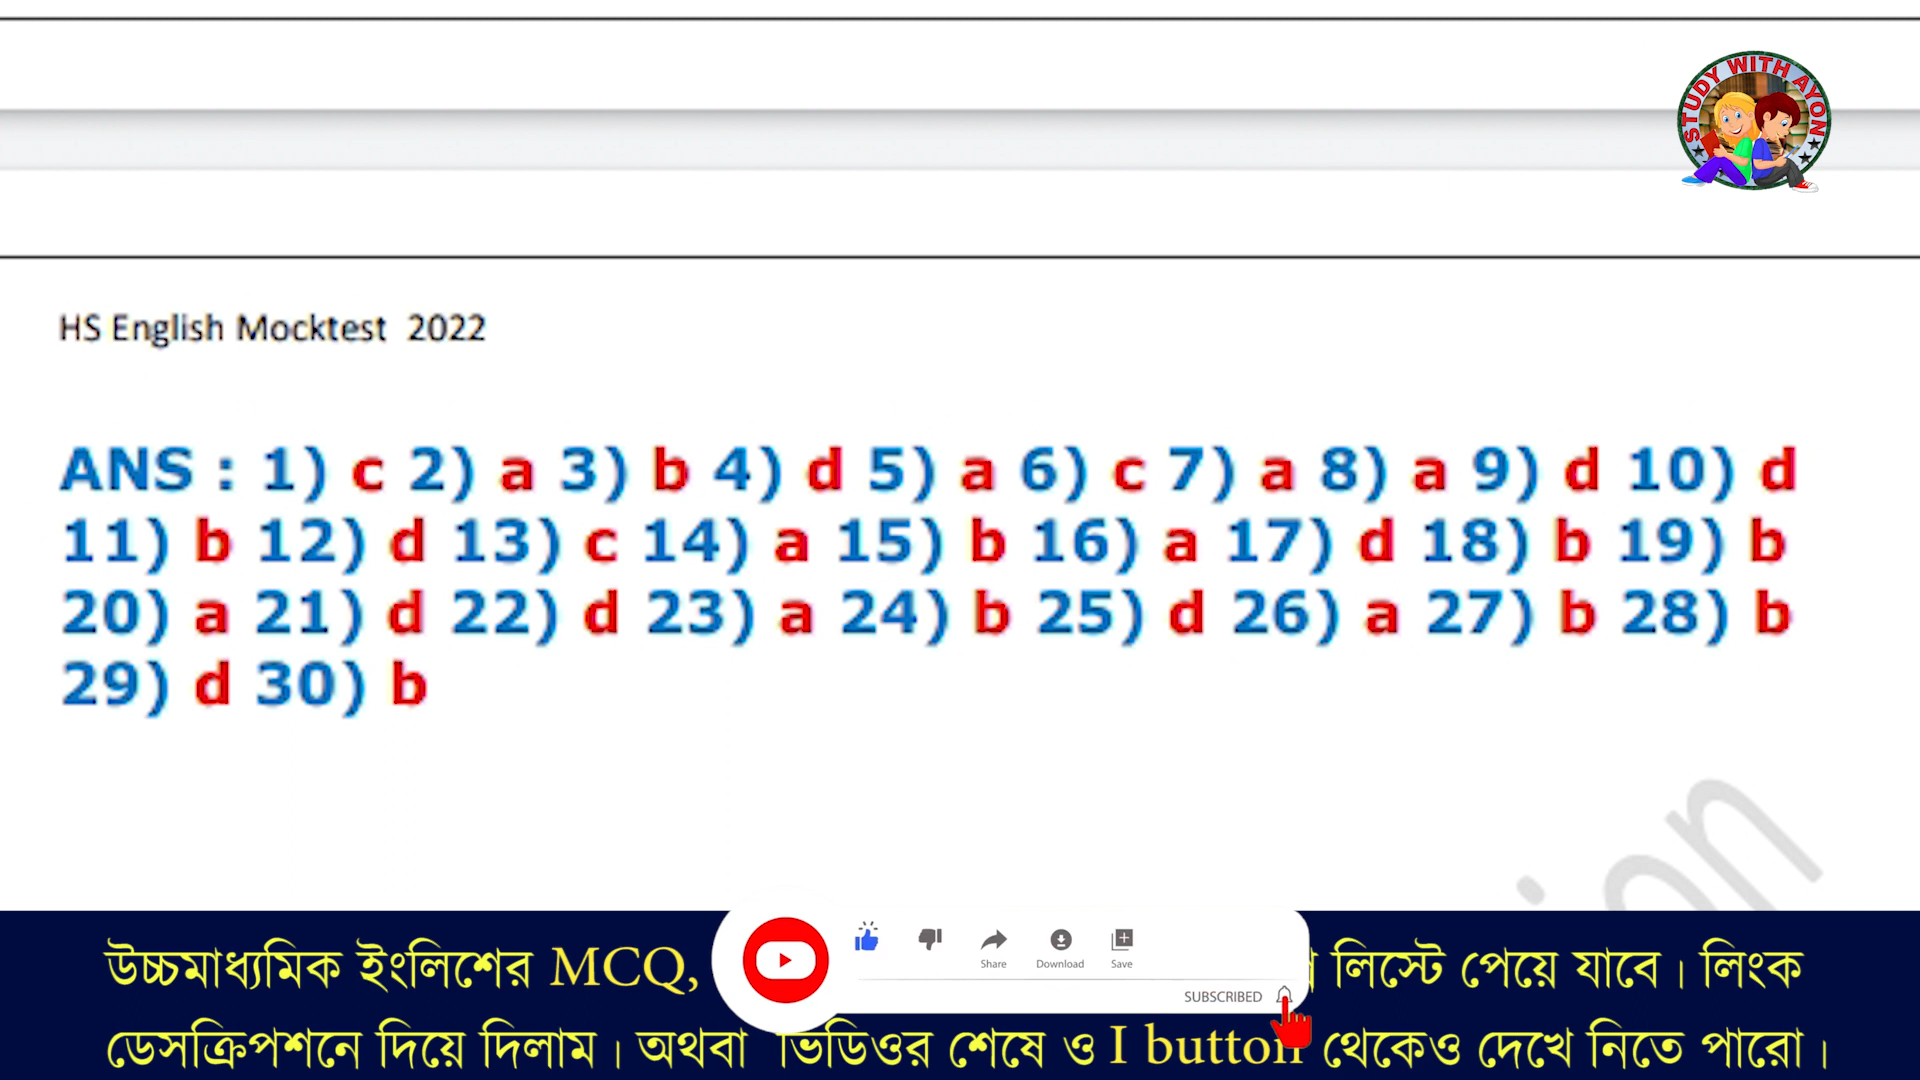 STUDY WITH AYON
HS English Mocktest 2022
ANS : 1) c 2) a 3) b 4) d 5) a 6) c 7) a 8) a 9) d 10) d
11) b 12) d 13) c 14) a 15) b 16) a 17) d 18) b 19) b
20) a 21) d 22) d 23) a 24) b 25) d 26) a 27) b 28) b
29) d 30) b
উচ্চমাধ্যমিক ইংলিশের MCQ, লিস্টে পেয়ে যাবে। লিংক
Share Download Save
SUBSCRIBED
ডেসক্রিপশনে দিয়ে দিলাম। অথবা ভিডিওর শেষে ও I button থেকেও দেখে নিতে পারো।